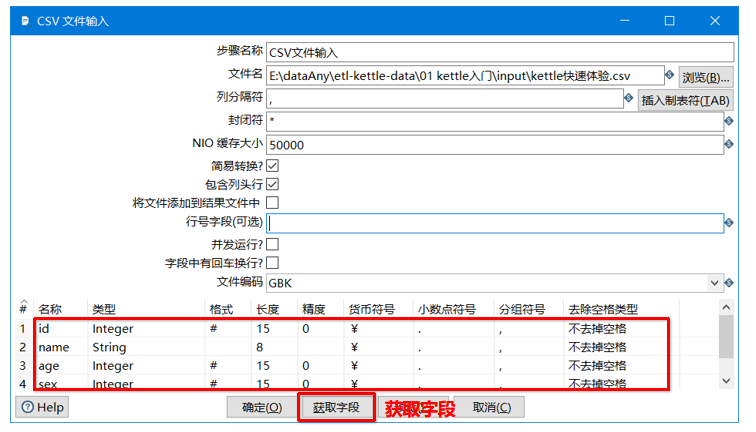 CSV 文件输入
步骤名称 CSV文件输入
文件名 E:\dataAny\etl-kettle-data\01 kettle入门\input\kettle快速体验.csv 浏览(B)...
列分隔符 , 插入制表符(TAB)
封闭符 "
NIO 缓存大小 50000
简易转换?
包含列头行
将文件添加到结果文件中
行号字段(可选)
并发运行?
字段中有回车换行?
文件编码 GBK
# 名称 类型 格式 长度 精度 货币符号 小数点符号 分组符号 去除空格类型
1 id Integer # 15 0 ¥ . , 不去掉空格
2 name String 8 ¥ . , 不去掉空格
3 age Integer # 15 0 ¥ . , 不去掉空格
4 sex Integer # 15 0 ¥ . , 不去掉空格
Help 确定(O) 获取字段 获取字段 取消(C)